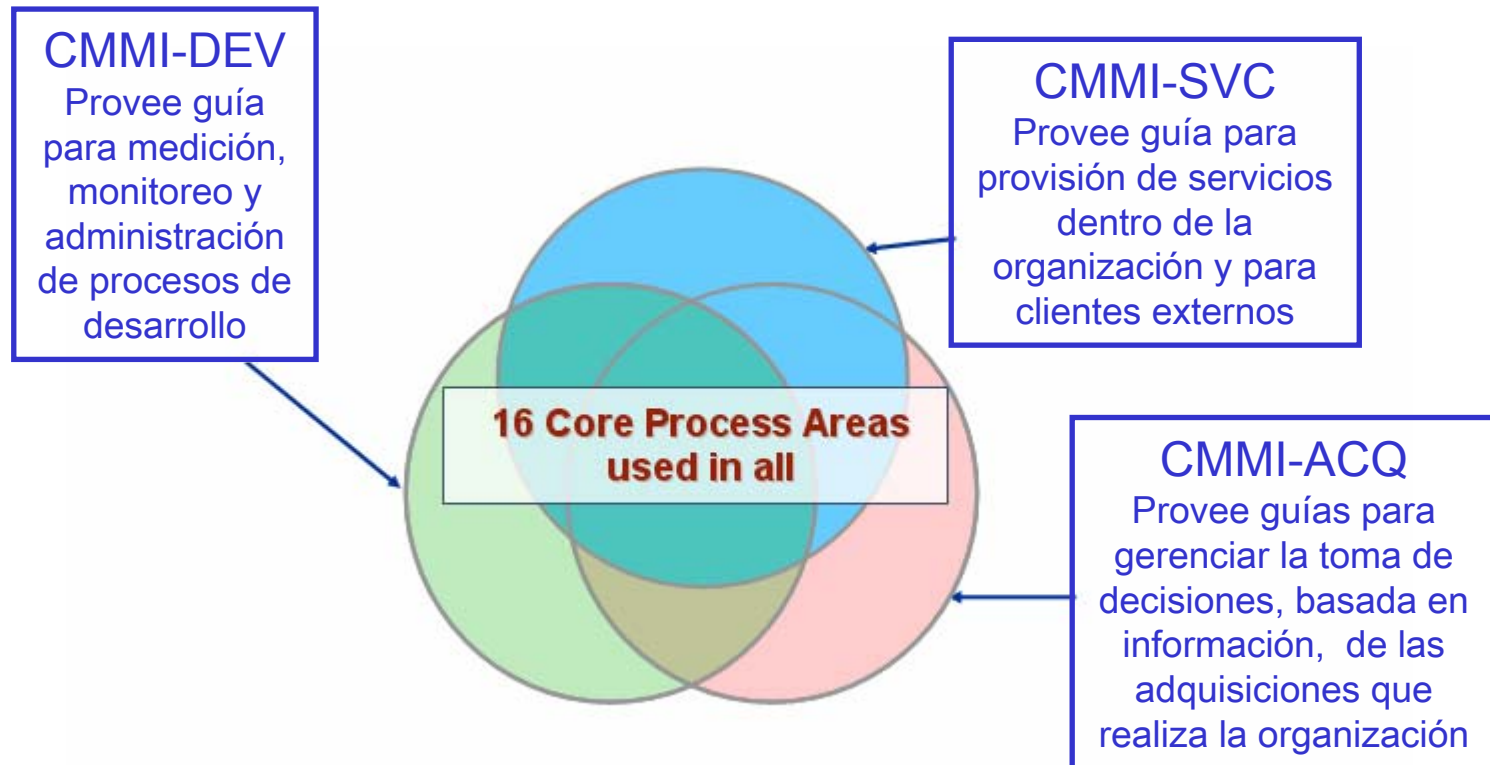 CMMI-DEV
Provee guía
para medición,
monitoreo y
administración
de procesos de
desarrollo
CMMI-SVC
Provee guía para
provisión de servicios
dentro de la
organización y para
clientes externos
16 Core Process Areas
used in all
CMMI-ACQ
Provee guías para
gerenciar la toma de
decisiones, basada en
información, de las
adquisiciones que
realiza la organización